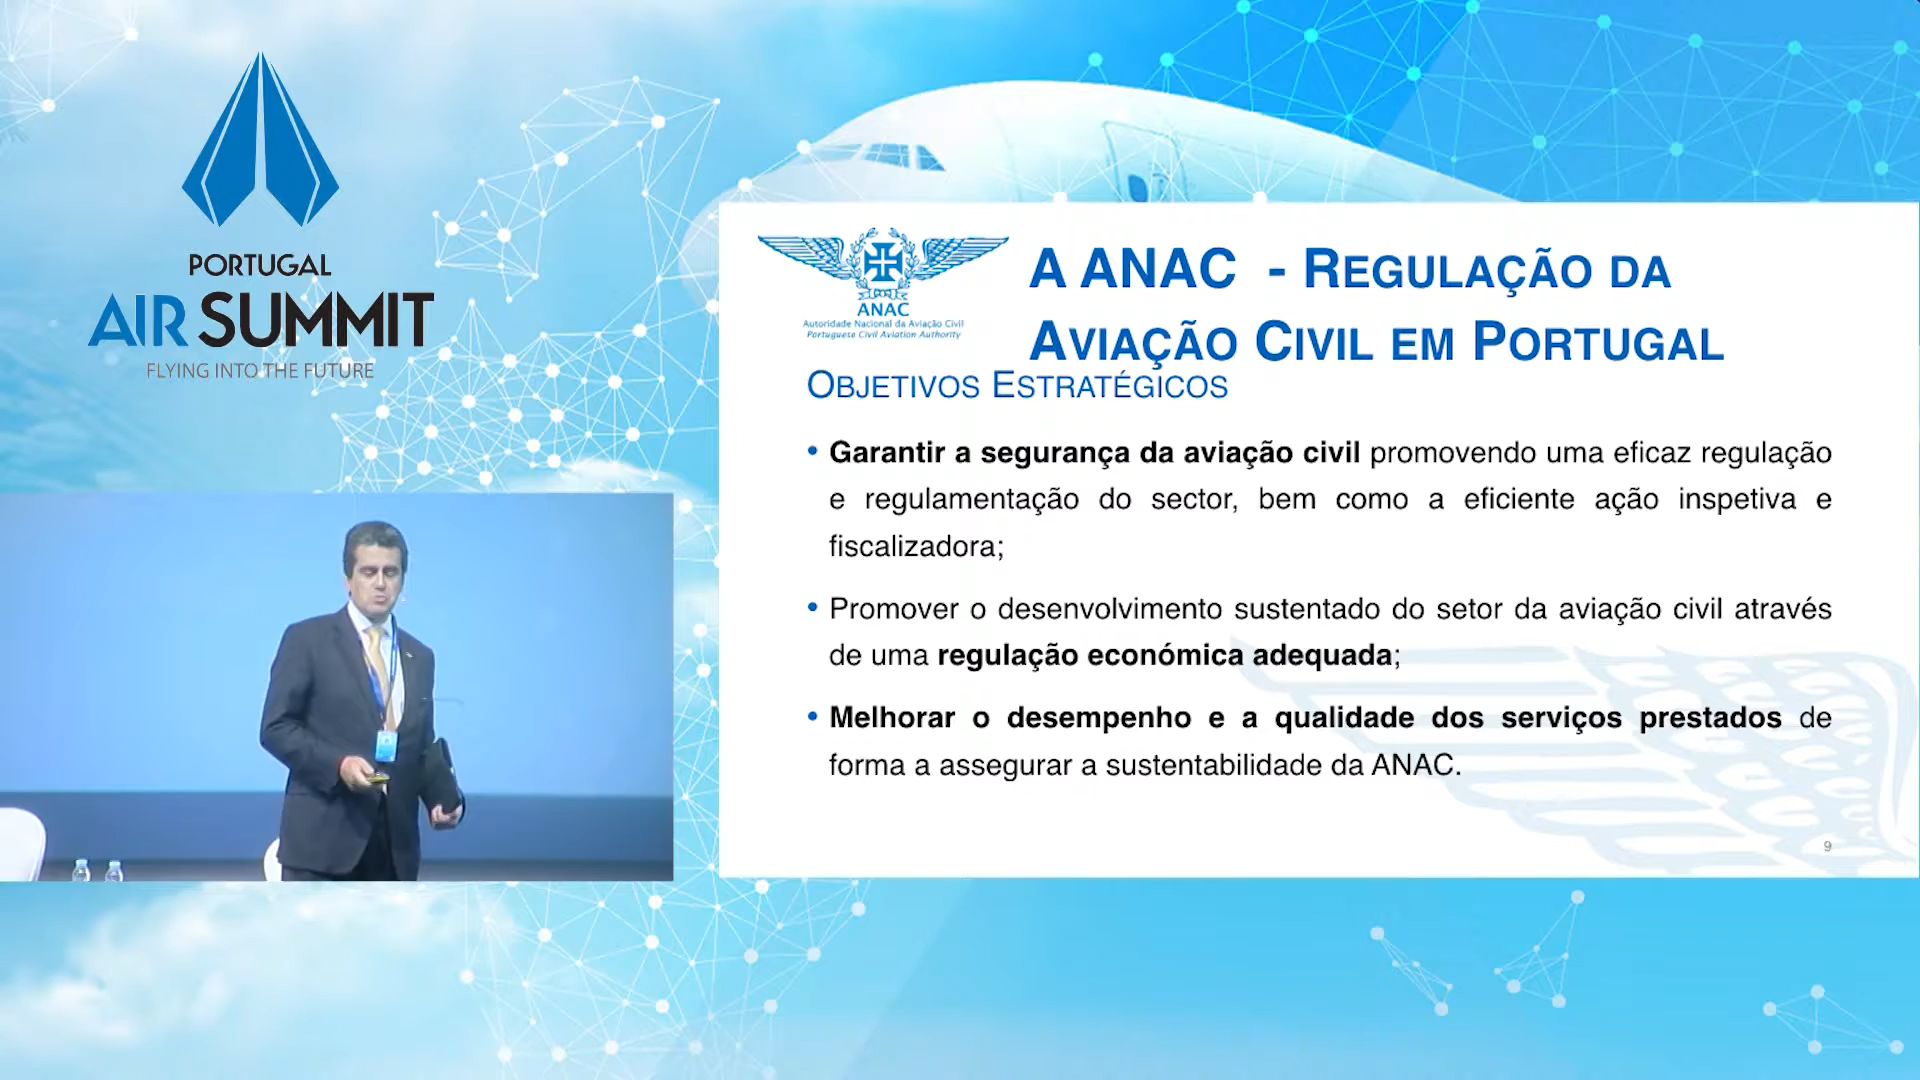 PORTUGAL
AIR SUMMIT
FLYING INTO THE FUTURE
ANAC
Autoridade Nacional da Aviação Civil
Portuguese Civil Aviation Authority
A ANAC - REGULAÇÃO DA
AVIAÇÃO CIVIL EM PORTUGAL
OBJETIVOS ESTRATÉGICOS
• Garantir a segurança da aviação civil promovendo uma eficaz regulação
e regulamentação do sector, bem como a eficiente ação inspetiva e
fiscalizadora;
• Promover o desenvolvimento sustentado do setor da aviação civil através
de uma regulação económica adequada;
• Melhorar o desempenho e a qualidade dos serviços prestados de
forma a assegurar a sustentabilidade da ANAC.
9